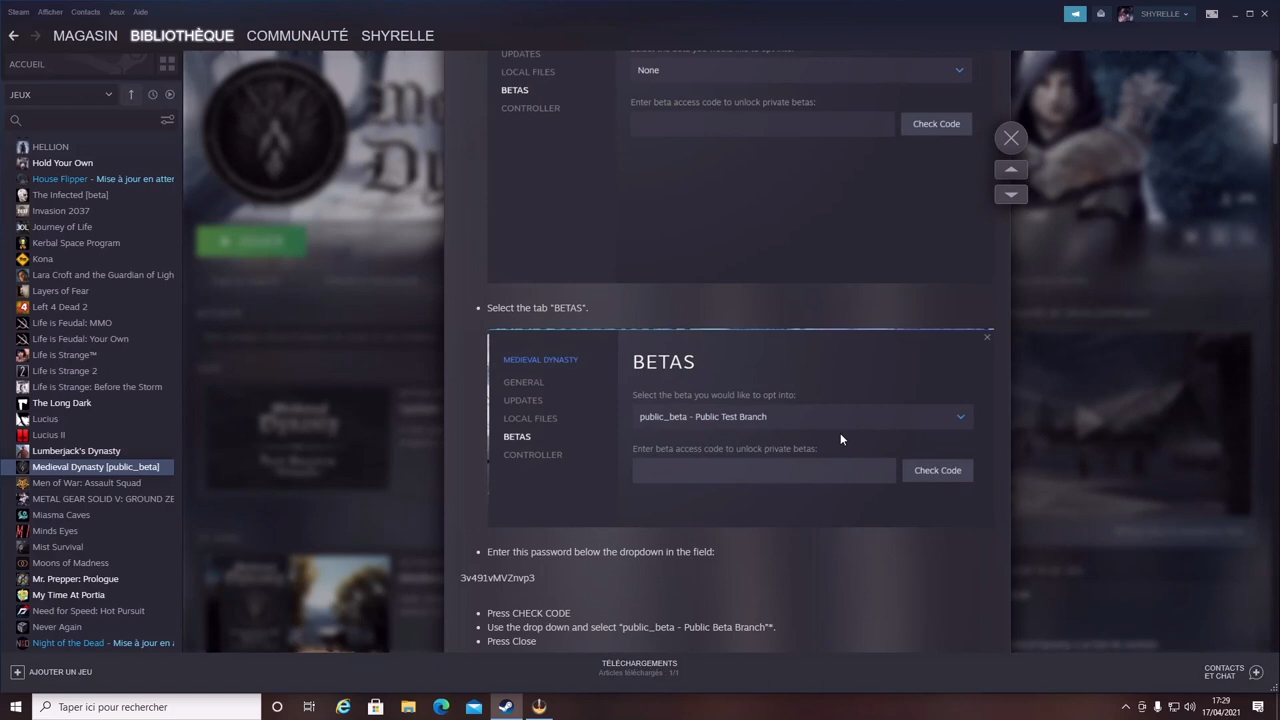 Steam Afficher Contacts Jeux Aide
SHYRELLE
MAGASIN BIBLIOTHÈQUE COMMUNAUTÉ SHYRELLE
ACCUEIL
JEUX
HELLION
Hold Your Own
House Flipper - Mise à jour en atter
The Infected [beta]
Invasion 2037
Journey of Life
Kerbal Space Program
Kona
Lara Croft and the Guardian of Ligh
Layers of Fear
Left 4 Dead 2
Life is Feudal: MMO
Life is Feudal: Your Own
Life is Strange™
Life is Strange 2
Life is Strange: Before the Storm
The Long Dark
Lucius
Lucius II
Lumberjack's Dynasty
Medieval Dynasty [public_beta]
Men of War: Assault Squad
METAL GEAR SOLID V: GROUND ZE
Miasma Caves
Minds Eyes
Mist Survival
Moons of Madness
Mr. Prepper: Prologue
My Time At Portia
Need for Speed: Hot Pursuit
Never Again
Night of the Dead - Mise à jour en a
AJOUTER UN JEU
UPDATES
LOCAL FILES
BETAS
CONTROLLER
Select the beta you would like to opt into:
None
Enter beta access code to unlock private betas:
Check Code
• Select the tab "BETAS".
MEDIEVAL DYNASTY
GENERAL
UPDATES
LOCAL FILES
BETAS
CONTROLLER
BETAS
Select the beta you would like to opt into:
public_beta - Public Test Branch
Enter beta access code to unlock private betas:
Check Code
• Enter this password below the dropdown in the field:
3v491vMVZnvp3
• Press CHECK CODE
• Use the drop down and select "public_beta - Public Beta Branch"*.
• Press Close
TÉLÉCHARGEMENTS
Articles téléchargés : 1/1
CONTACTS
ET CHAT
Taper ici pour rechercher
17:29
17/04/2021